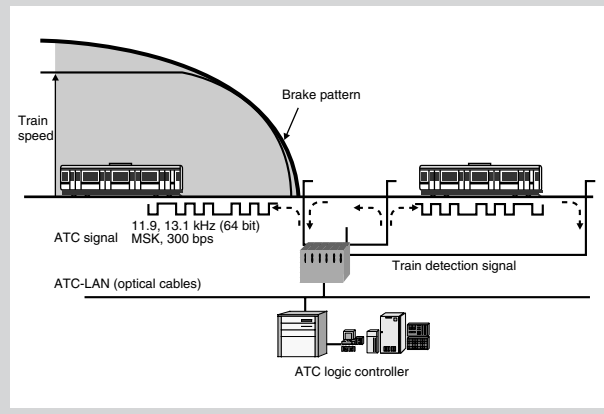 Brake pattern
Train
speed
ATC signal
11.9, 13.1 kHz (64 bit)
MSK, 300 bps
Train detection signal
ATC-LAN (optical cables)
ATC logic controller